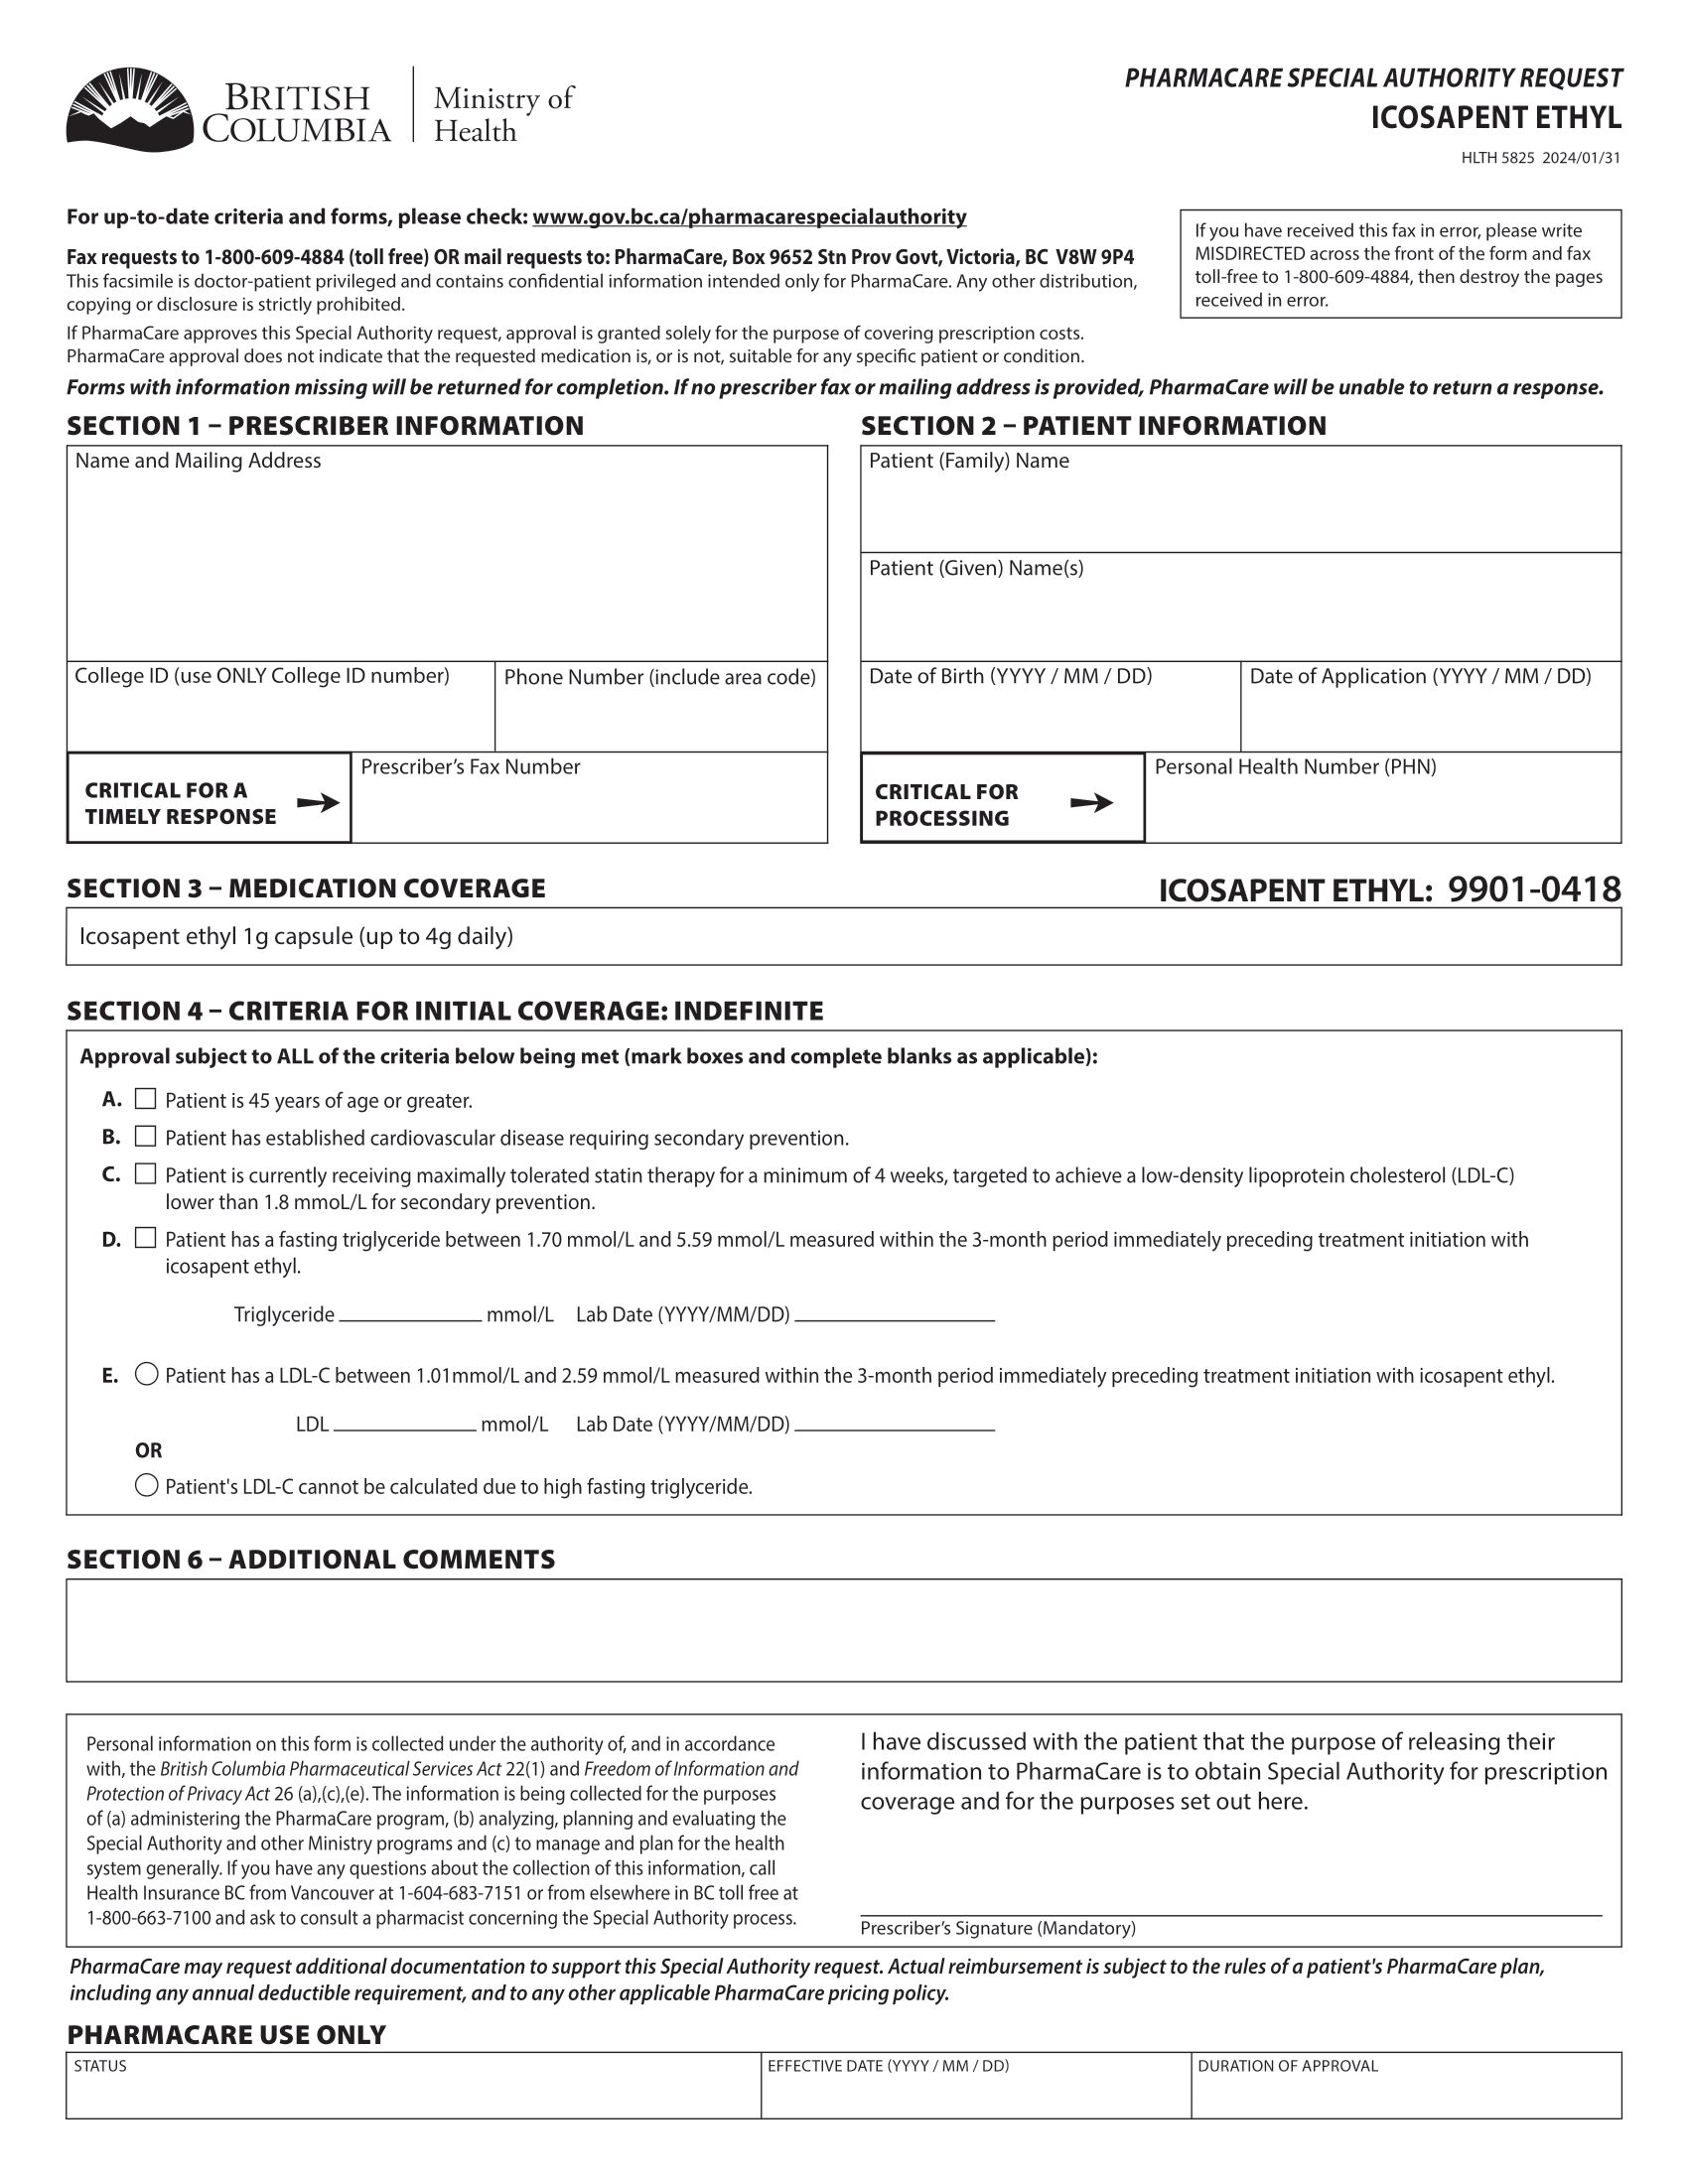 BRITISH
COLUMBIA
Ministry of
Health
PHARMACARE SPECIAL AUTHORITY REQUEST
ICOSAPENT ETHYL
HLTH 5825 2024/01/31
For up-to-date criteria and forms, please check: www.gov.bc.ca/pharmacarespecialauthority
Fax requests to 1-800-609-4884 (toll free) OR mail requests to: PharmaCare, Box 9652 Stn Prov Govt, Victoria, BC V8W 9P4
This facsimile is doctor-patient privileged and contains confidential information intended only for PharmaCare. Any other distribution,
copying or disclosure is strictly prohibited.
If PharmaCare approves this Special Authority request, approval is granted solely for the purpose of covering prescription costs.
PharmaCare approval does not indicate that the requested medication is, or is not, suitable for any specific patient or condition.
If you have received this fax in error, please write
MISDIRECTED across the front of the form and fax
toll-free to 1-800-609-4884, then destroy the pages
received in error.
Forms with information missing will be returned for completion. If no prescriber fax or mailing address is provided, PharmaCare will be unable to return a response.
SECTION 1 – PRESCRIBER INFORMATION
Name and Mailing Address
College ID (use ONLY College ID number)
Phone Number (include area code)
CRITICAL FOR A
TIMELY RESPONSE
Prescriber's Fax Number
SECTION 2 – PATIENT INFORMATION
Patient (Family) Name
Patient (Given) Name(s)
Date of Birth (YYYY / MM / DD)
Date of Application (YYYY / MM / DD)
CRITICAL FOR
PROCESSING
Personal Health Number (PHN)
SECTION 3 – MEDICATION COVERAGE
ICOSAPENT ETHYL: 9901-0418
Icosapent ethyl 1g capsule (up to 4g daily)
SECTION 4 – CRITERIA FOR INITIAL COVERAGE: INDEFINITE
Approval subject to ALL of the criteria below being met (mark boxes and complete blanks as applicable):
A. Patient is 45 years of age or greater.
B. Patient has established cardiovascular disease requiring secondary prevention.
C. Patient is currently receiving maximally tolerated statin therapy for a minimum of 4 weeks, targeted to achieve a low-density lipoprotein cholesterol (LDL-C)
lower than 1.8 mmoL/L for secondary prevention.
D. Patient has a fasting triglyceride between 1.70 mmol/L and 5.59 mmol/L measured within the 3-month period immediately preceding treatment initiation with
icosapent ethyl.
Triglyceride mmol/L Lab Date (YYYY/MM/DD)
E. Patient has a LDL-C between 1.01mmol/L and 2.59 mmol/L measured within the 3-month period immediately preceding treatment initiation with icosapent ethyl.
LDL mmol/L Lab Date (YYYY/MM/DD)
OR
Patient's LDL-C cannot be calculated due to high fasting triglyceride.
SECTION 6 – ADDITIONAL COMMENTS
Personal information on this form is collected under the authority of, and in accordance
with, the British Columbia Pharmaceutical Services Act 22(1) and Freedom of Information and
Protection of Privacy Act 26 (a),(c),(e). The information is being collected for the purposes
of (a) administering the PharmaCare program, (b) analyzing, planning and evaluating the
Special Authority and other Ministry programs and (c) to manage and plan for the health
system generally. If you have any questions about the collection of this information, call
Health Insurance BC from Vancouver at 1-604-683-7151 or from elsewhere in BC toll free at
1-800-663-7100 and ask to consult a pharmacist concerning the Special Authority process.
I have discussed with the patient that the purpose of releasing their
information to PharmaCare is to obtain Special Authority for prescription
coverage and for the purposes set out here.
Prescriber's Signature (Mandatory)
PharmaCare may request additional documentation to support this Special Authority request. Actual reimbursement is subject to the rules of a patient's PharmaCare plan,
including any annual deductible requirement, and to any other applicable PharmaCare pricing policy.
PHARMACARE USE ONLY
STATUS
EFFECTIVE DATE (YYYY / MM / DD)
DURATION OF APPROVAL